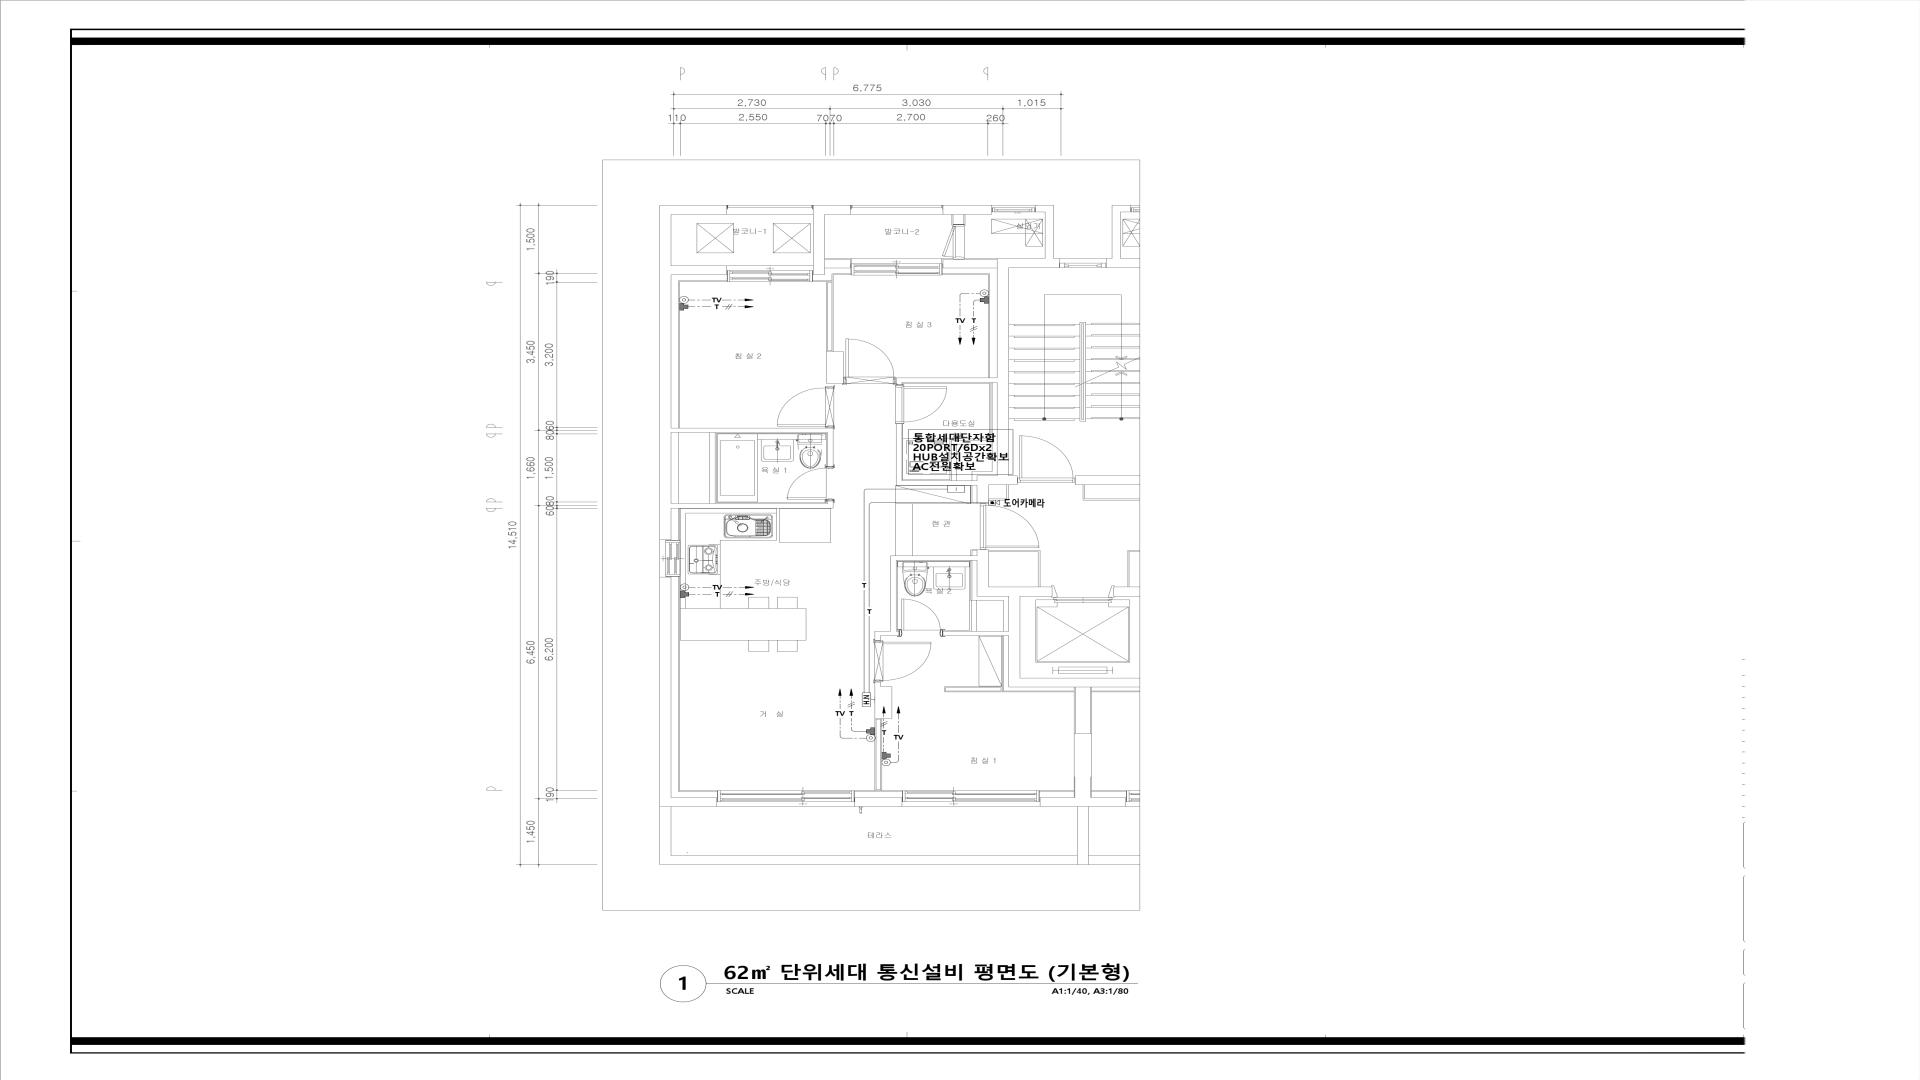 6,775
2,730
3,030
1,015
110
2,550
7070
2,700
260
1,500
190
3,450
3,200
8060
1,660
1,500
6080
14,510
6,450
6,200
190
1,450
발코니-1
발코니-2
실외기
TV
T
침 실 3
TV T
침 실 2
다용도실
통합세대단자함
20PORT/6Dx2
HUB설치공간확보
AC전원확보
욕 실 1
도어카메라
현 관
주방/식당
TV
T
T
T
욕 실 2
H.N
거 실
TV T
T
TV
침 실 1
테라스
1
62㎡ 단위세대 통신설비 평면도 (기본형)
SCALE
A1:1/40, A3:1/80